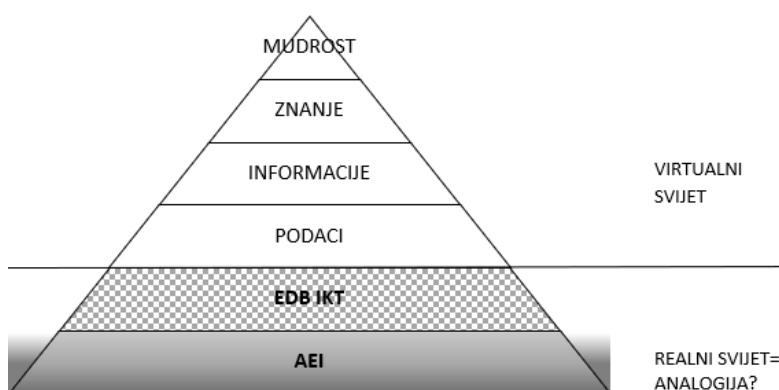 MUDROST
ZNANJE
INFORMACIJE
PODACI
VIRTUALNI
SVIJET
EDB IKT
AEI
REALNI SVIJET=
ANALOGIJA?